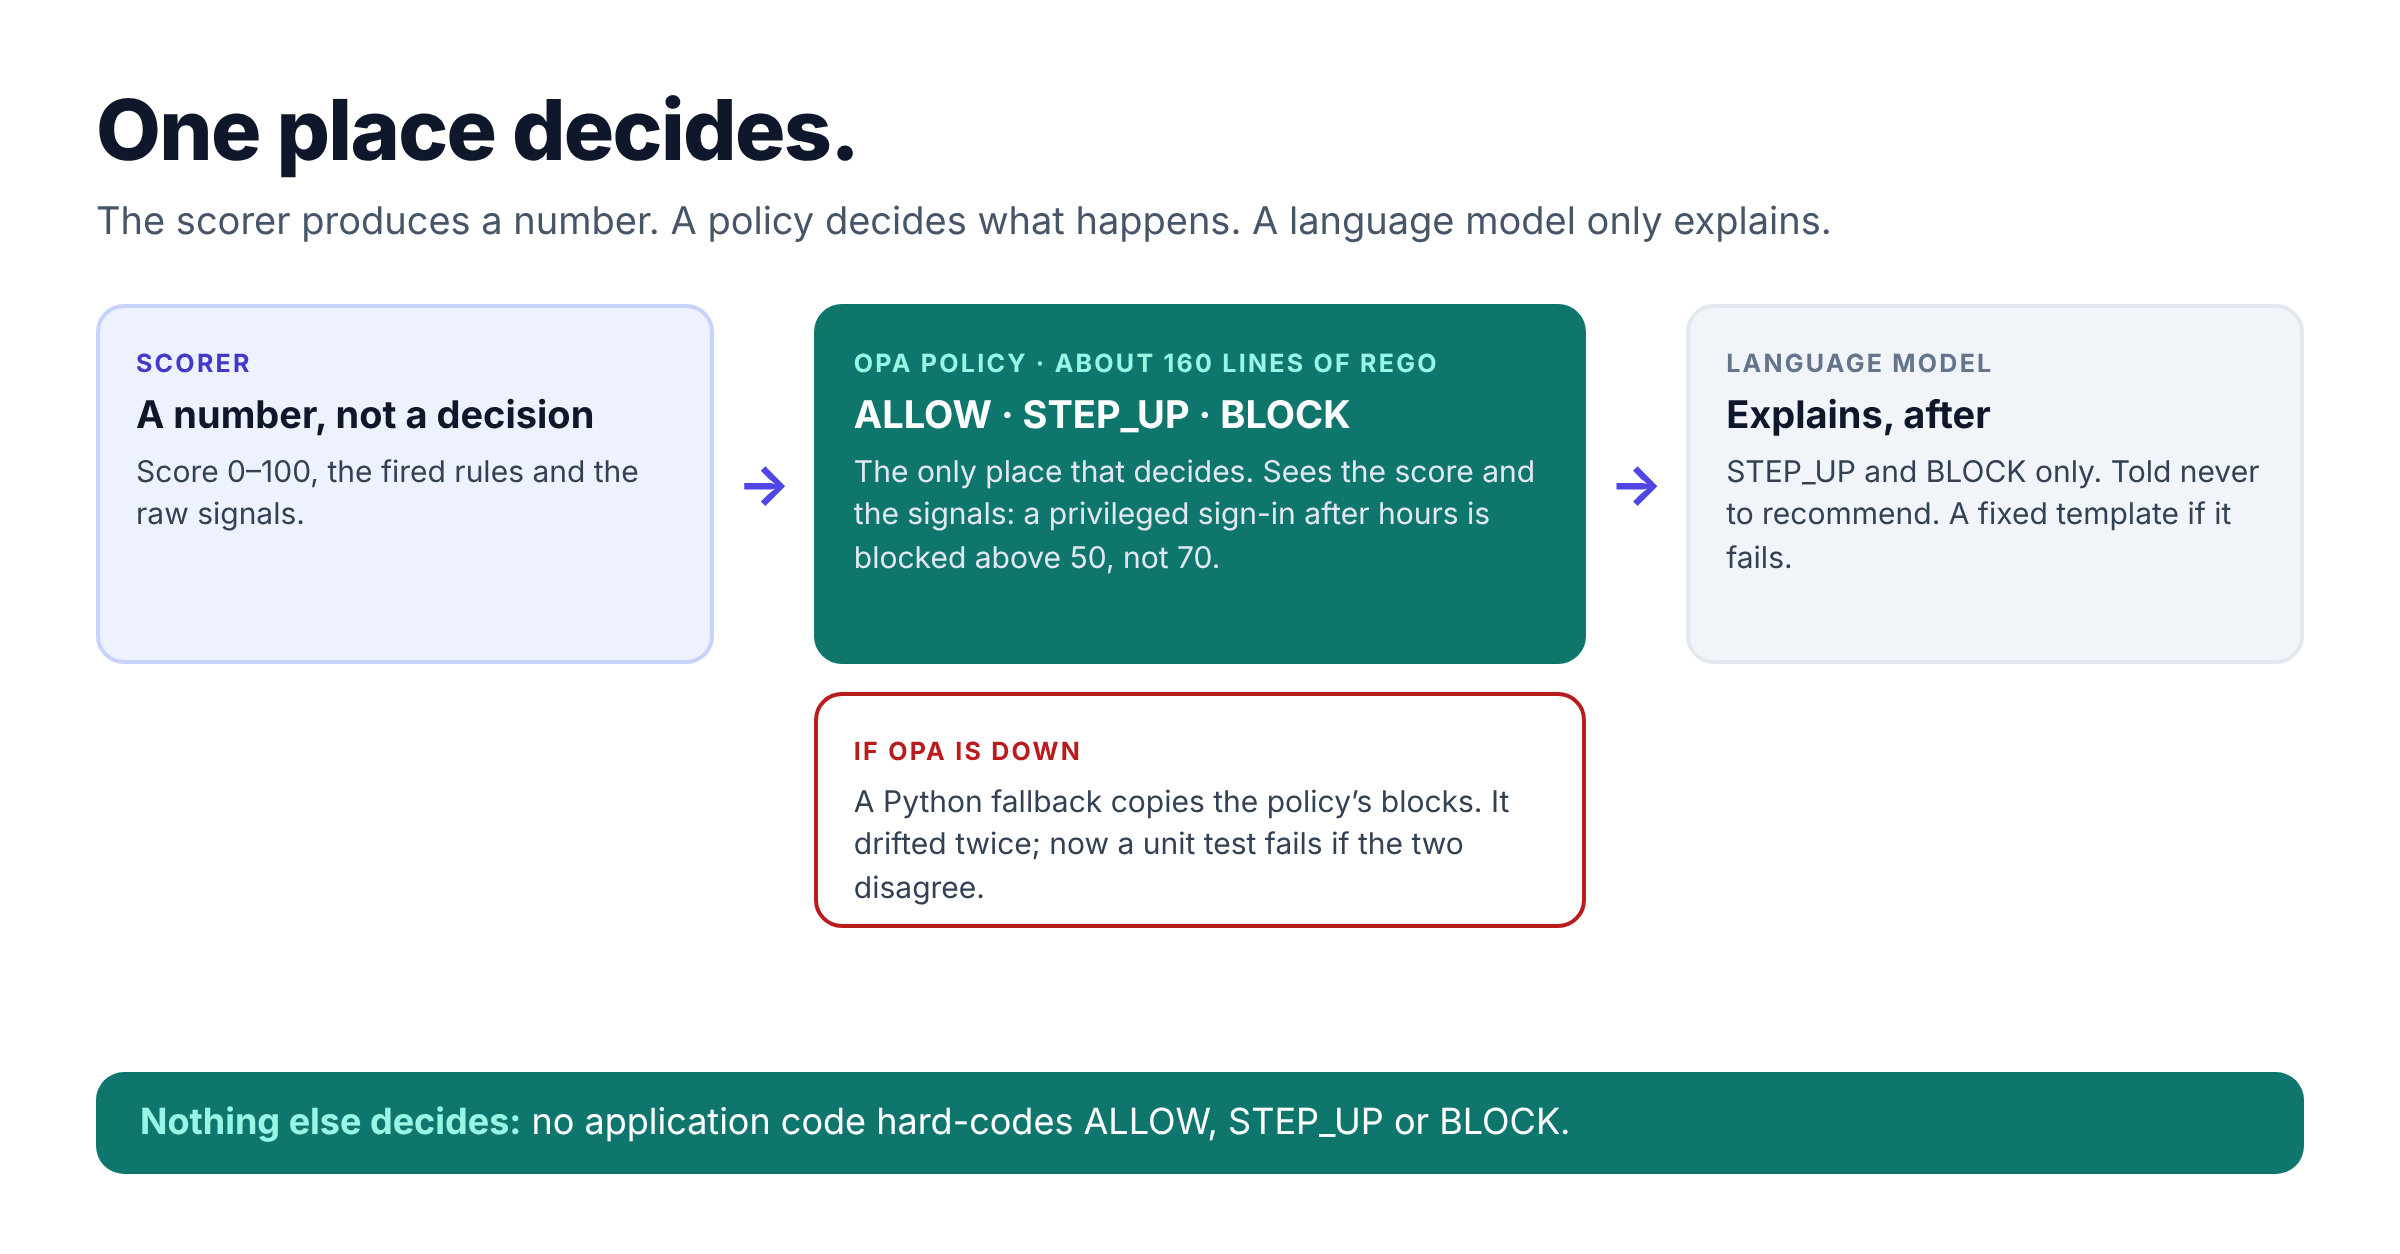 One place decides.
The scorer produces a number. A policy decides what happens. A language model only explains.
SCORER
A number, not a decision
Score 0–100, the fired rules and the
raw signals.
→
OPA POLICY · ABOUT 160 LINES OF REGO
ALLOW · STEP_UP · BLOCK
The only place that decides. Sees the score and
the signals: a privileged sign-in after hours is
blocked above 50, not 70.
→
LANGUAGE MODEL
Explains, after
STEP_UP and BLOCK only. Told never
to recommend. A fixed template if it
fails.
IF OPA IS DOWN
A Python fallback copies the policy’s blocks. It
drifted twice; now a unit test fails if the two
disagree.
Nothing else decides: no application code hard-codes ALLOW, STEP_UP or BLOCK.